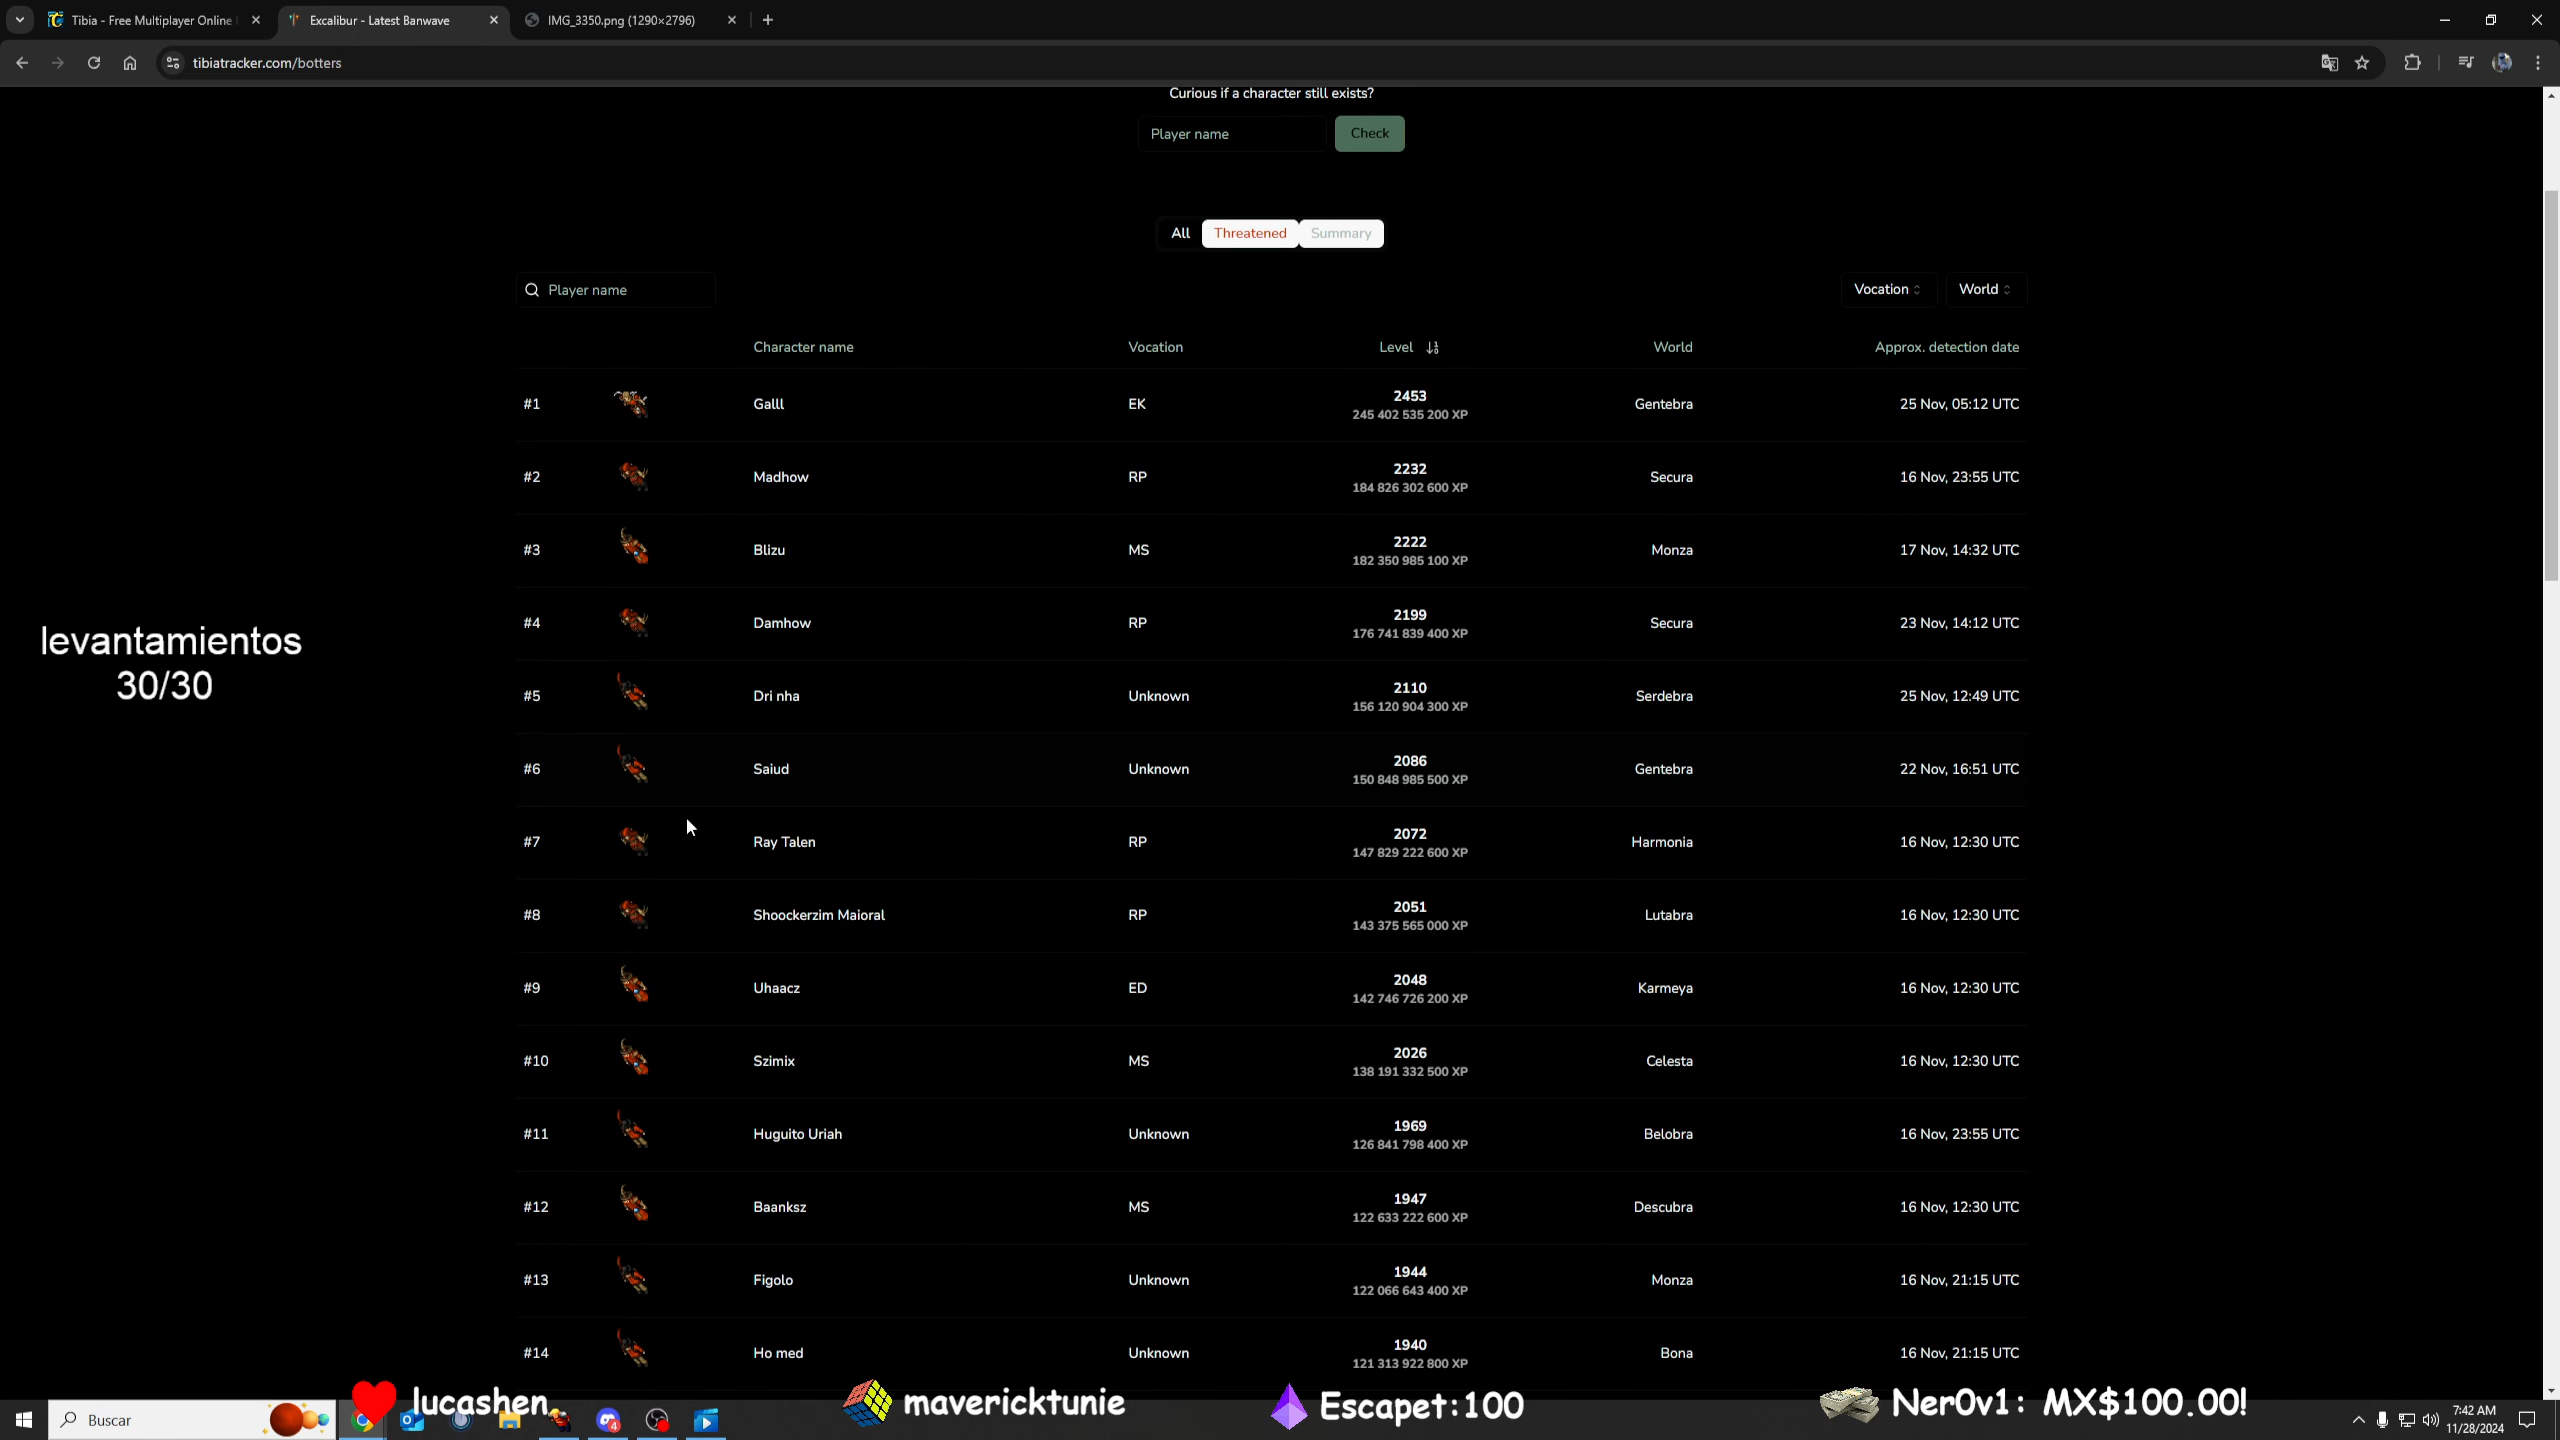 Tibia - Free Multiplayer Online
Excalibur - Latest Banwave
IMG_3350.png (1290×2796)
tibiatracker.com/botters
Curious if a character still exists?
Player name
Check
All Threatened Summary
Player name
Vocation World
Character name Vocation Level World Approx. detection date
#1 Galll EK 2453 Gentebra 25 Nov, 05:12 UTC
245 402 535 200 XP
#2 Madhow RP 2232 Secura 16 Nov, 23:55 UTC
184 826 302 600 XP
#3 Blizu MS 2222 Monza 17 Nov, 14:32 UTC
182 350 985 100 XP
#4 Damhow RP 2199 Secura 23 Nov, 14:12 UTC
176 741 839 400 XP
levantamientos
30/30
#5 Dri nha Unknown 2110 Serdebra 25 Nov, 12:49 UTC
156 120 904 300 XP
#6 Saiud Unknown 2086 Gentebra 22 Nov, 16:51 UTC
150 848 985 500 XP
#7 Ray Talen RP 2072 Harmonia 16 Nov, 12:30 UTC
147 829 222 600 XP
#8 Shoockerzim Maioral RP 2051 Lutabra 16 Nov, 12:30 UTC
143 375 565 000 XP
#9 Uhaacz ED 2048 Karmeya 16 Nov, 12:30 UTC
142 746 726 200 XP
#10 Szimix MS 2026 Celesta 16 Nov, 12:30 UTC
138 191 332 500 XP
#11 Huguito Uriah Unknown 1969 Belobra 16 Nov, 23:55 UTC
126 841 798 400 XP
#12 Baanksz MS 1947 Descubra 16 Nov, 12:30 UTC
122 633 222 600 XP
#13 Figolo Unknown 1944 Monza 16 Nov, 21:15 UTC
122 066 643 400 XP
#14 Ho med Unknown 1940 Bona 16 Nov, 21:15 UTC
121 313 922 800 XP
lucashen
mavericktunie
Escapet:100
Ner0v1: MX$100.00!
Buscar
4
7:42 AM
11/28/2024